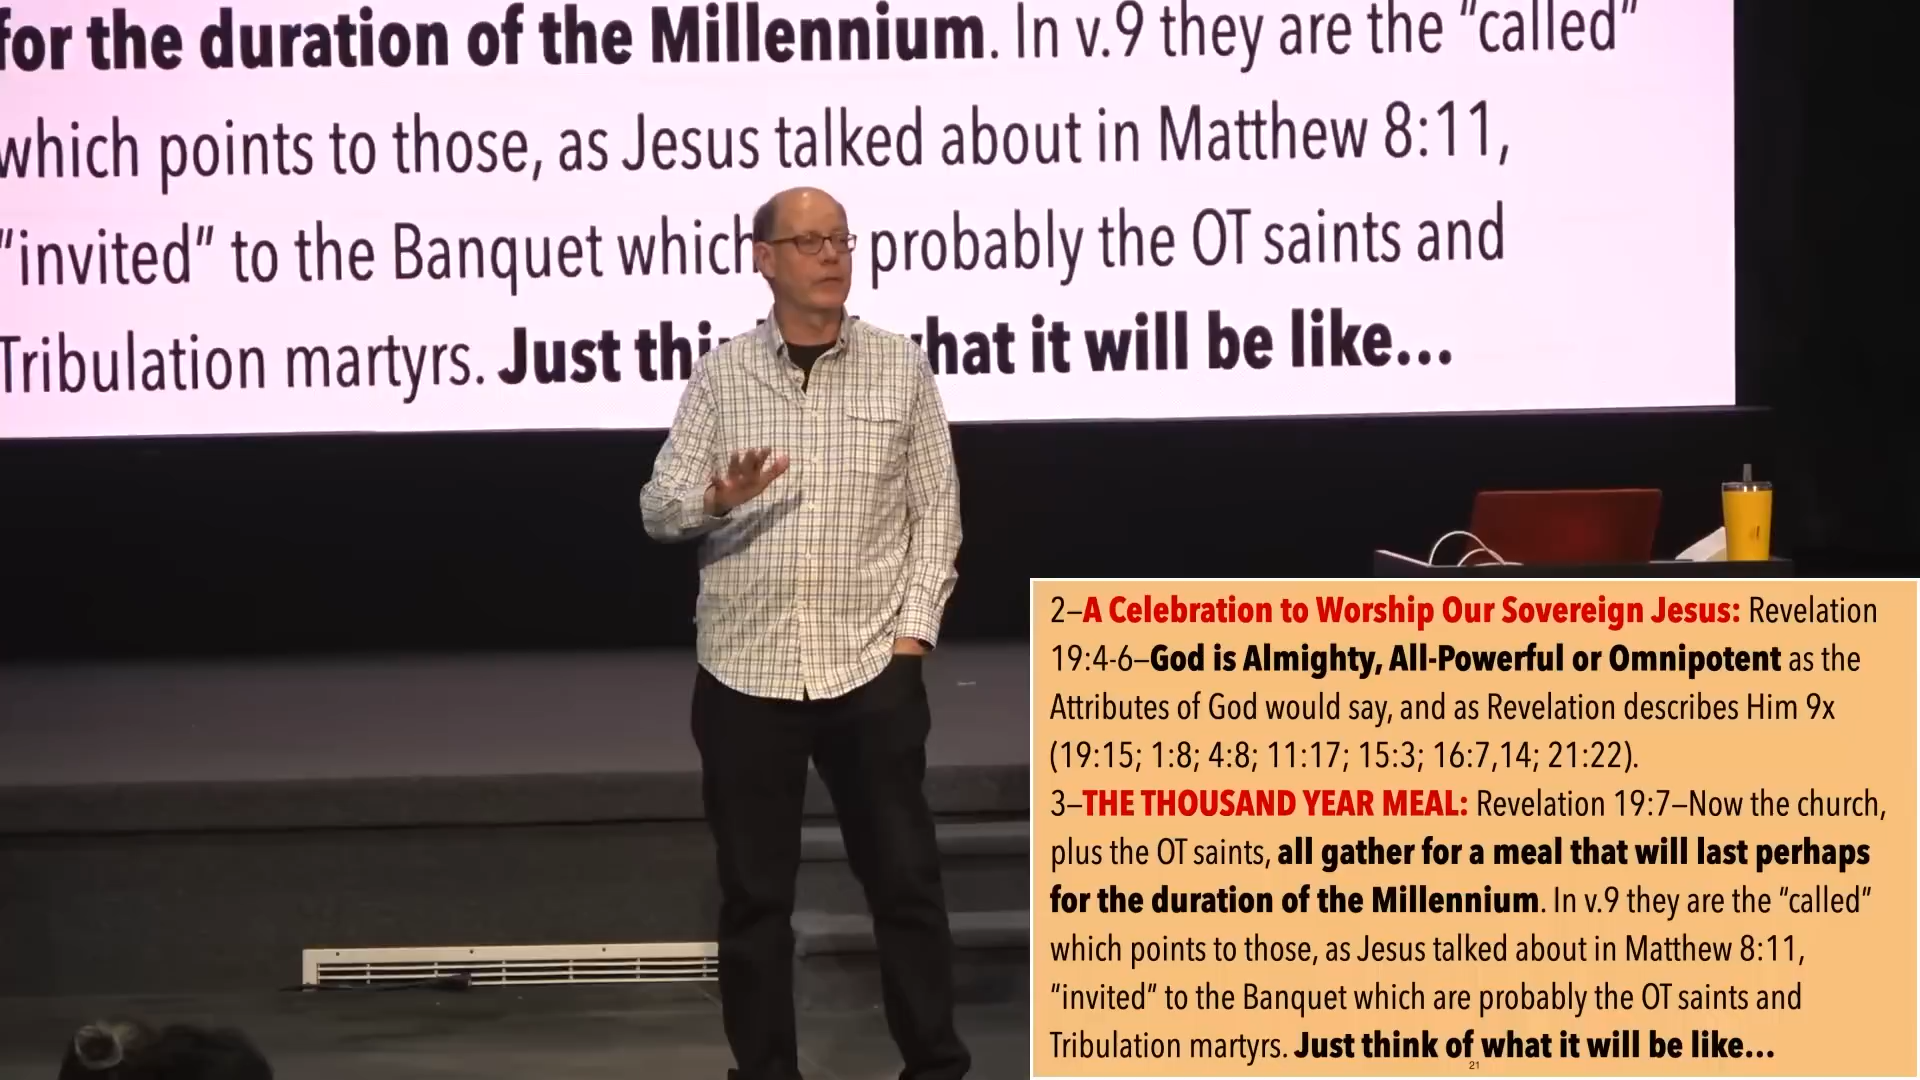 for the duration of the Millennium. In v.9 they are the "called"
which points to those, as Jesus talked about in Matthew 8:11,
"invited" to the Banquet which probably the OT saints and
Tribulation martyrs. Just what it will be like...
2–A Celebration to Worship Our Sovereign Jesus: Revelation
19:4-6–God is Almighty, All-Powerful or Omnipotent as the
Attributes of God would say, and as Revelation describes Him 9x
(19:15; 1:8; 4:8; 11:17; 15:3; 16:7,14; 21:22).
3–THE THOUSAND YEAR MEAL: Revelation 19:7–Now the church,
plus the OT saints, all gather for a meal that will last perhaps
for the duration of the Millennium. In v.9 they are the "called"
which points to those, as Jesus talked about in Matthew 8:11,
"invited" to the Banquet which are probably the OT saints and
Tribulation martyrs. Just think of what it will be like...
21